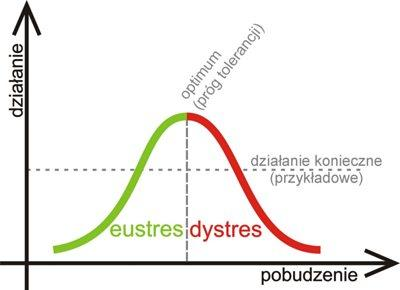 działanie
optimum
(próg tolerancji)
działanie konieczne
(przykładowe)
eustres dystres
pobudzenie